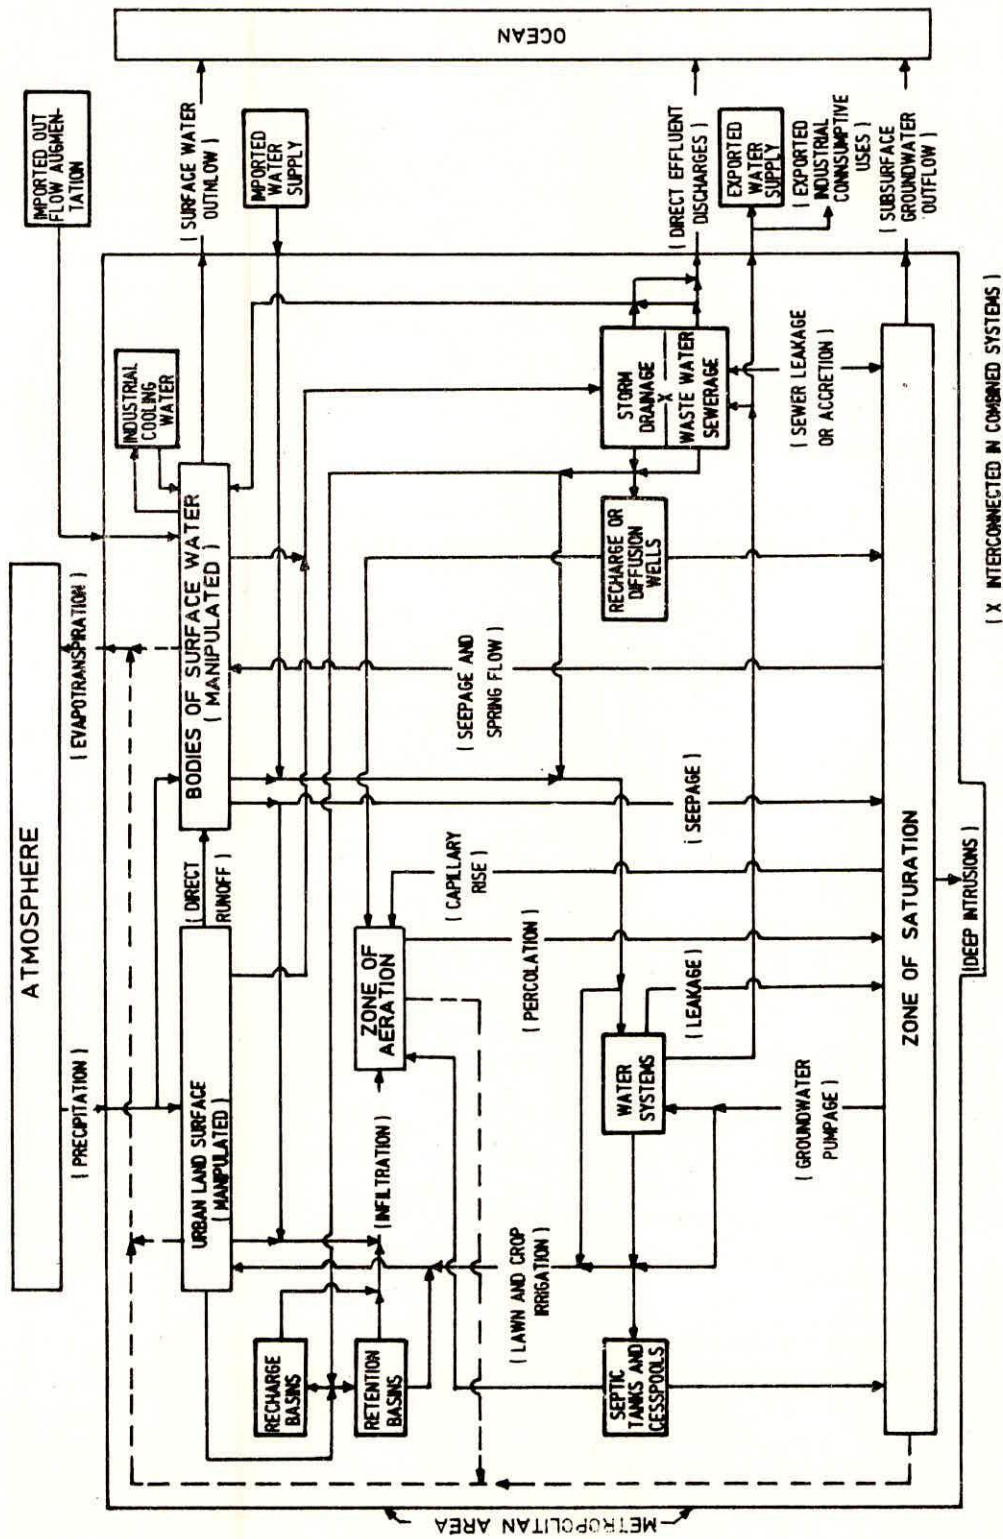 ATMOSPHERE
( PRECIPITATION )
( EVAPOTRANSPIRATION )
IMPORTED OUT
FLOW AUGMEN-
TATION
URBAN LAND SURFACE
( MANIPULATED )
( DIRECT
RUNOFF )
BODIES OF SURFACE WATER
( MANIPULATED )
INDUSTRIAL
COOLING
WATER
( SURFACE WATER
OUTNLOW )
IMPORTED
WATER
SUPPLY
OCEAN
RECHARGE
BASINS
RETENTION
BASINS
( INFILTRATION )
ZONE OF
AERATION
( CAPILLARY
RISE )
( SEEPAGE AND
SPRING FLOW )
( LAWN AND CROP
IRRIGATION )
( PERCOLATION )
RECHARGE OR
DIFFUSION
WELLS
STORM
DRAINAGE
X
WASTE WATER
SEWERAGE
( DIRECT EFFLUENT
DISCHARGES )
SEPTIC
TANKS AND
CESSPOOLS
WATER
SYSTEMS
( LEAKAGE )
( SEEPAGE )
EXPORTED
WATER
SUPPLY
( EXPORTED
INDUSTRIAL
CONNSUMPTIVE
USES )
( GROUNDWATER
PUMPAGE )
( SEWER LEAKAGE
OR ACCRETION )
( SUBSURFACE
GROUNDWATER
OUTFLOW )
ZONE OF SATURATION
(DEEP INTRUSIONS )
METROPOLITAN AREA
( X INTERCONNECTED IN COMBINED SYSTEMS )